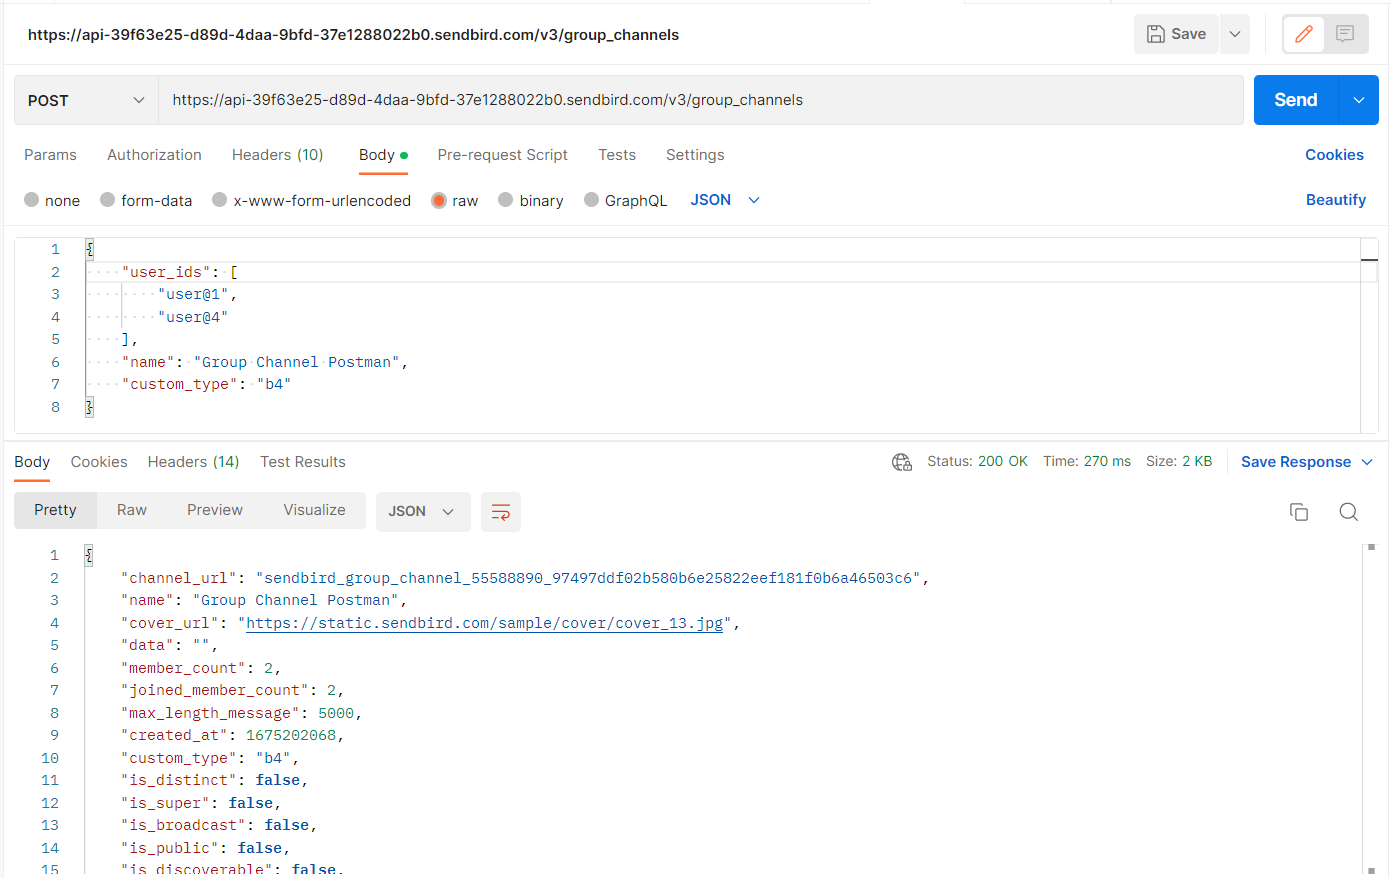 https://api-39f63e25-d89d-4daa-9bfd-37e1288022b0.sendbird.com/v3/group_channels
Save
POST
https://api-39f63e25-d89d-4daa-9bfd-37e1288022b0.sendbird.com/v3/group_channels
Send
Params Authorization Headers (10) Body Pre-request Script Tests Settings Cookies
none form-data x-www-form-urlencoded raw binary GraphQL JSON Beautify
1 {
2 "user_ids": [
3 "user@1",
4 "user@4"
5 ],
6 "name": "Group Channel Postman",
7 "custom_type": "b4"
8 }
Body Cookies Headers (14) Test Results Status: 200 OK Time: 270 ms Size: 2 KB Save Response
Pretty Raw Preview Visualize JSON
1 {
2 "channel_url": "sendbird_group_channel_55588890_97497ddf02b580b6e25822eef181f0b6a46503c6",
3 "name": "Group Channel Postman",
4 "cover_url": "https://static.sendbird.com/sample/cover/cover_13.jpg",
5 "data": "",
6 "member_count": 2,
7 "joined_member_count": 2,
8 "max_length_message": 5000,
9 "created_at": 1675202068,
10 "custom_type": "b4",
11 "is_distinct": false,
12 "is_super": false,
13 "is_broadcast": false,
14 "is_public": false,
15 "is_discoverable": false,